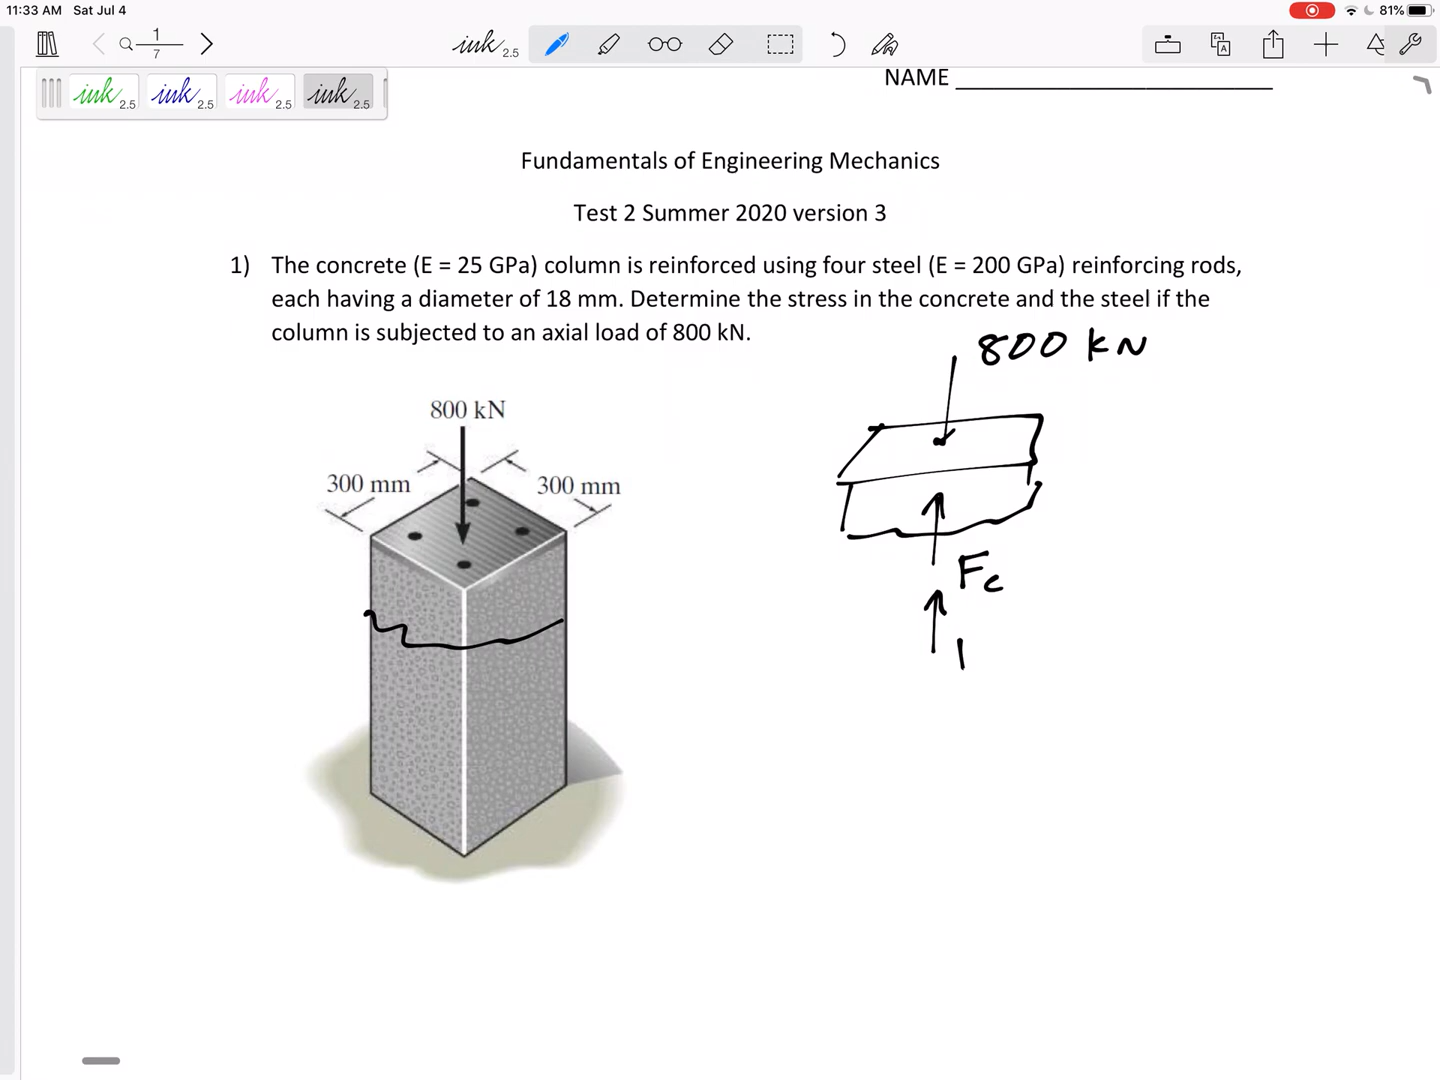 11:33 AM Sat Jul 4
81%
1
7
ink 2.5
ink 2.5 ink 2.5 ink 2.5 ink 2.5
NAME
Fundamentals of Engineering Mechanics
Test 2 Summer 2020 version 3
1) The concrete (E = 25 GPa) column is reinforced using four steel (E = 200 GPa) reinforcing rods,
each having a diameter of 18 mm. Determine the stress in the concrete and the steel if the
column is subjected to an axial load of 800 kN.
800 kN
800 kN
300 mm
300 mm
Fc